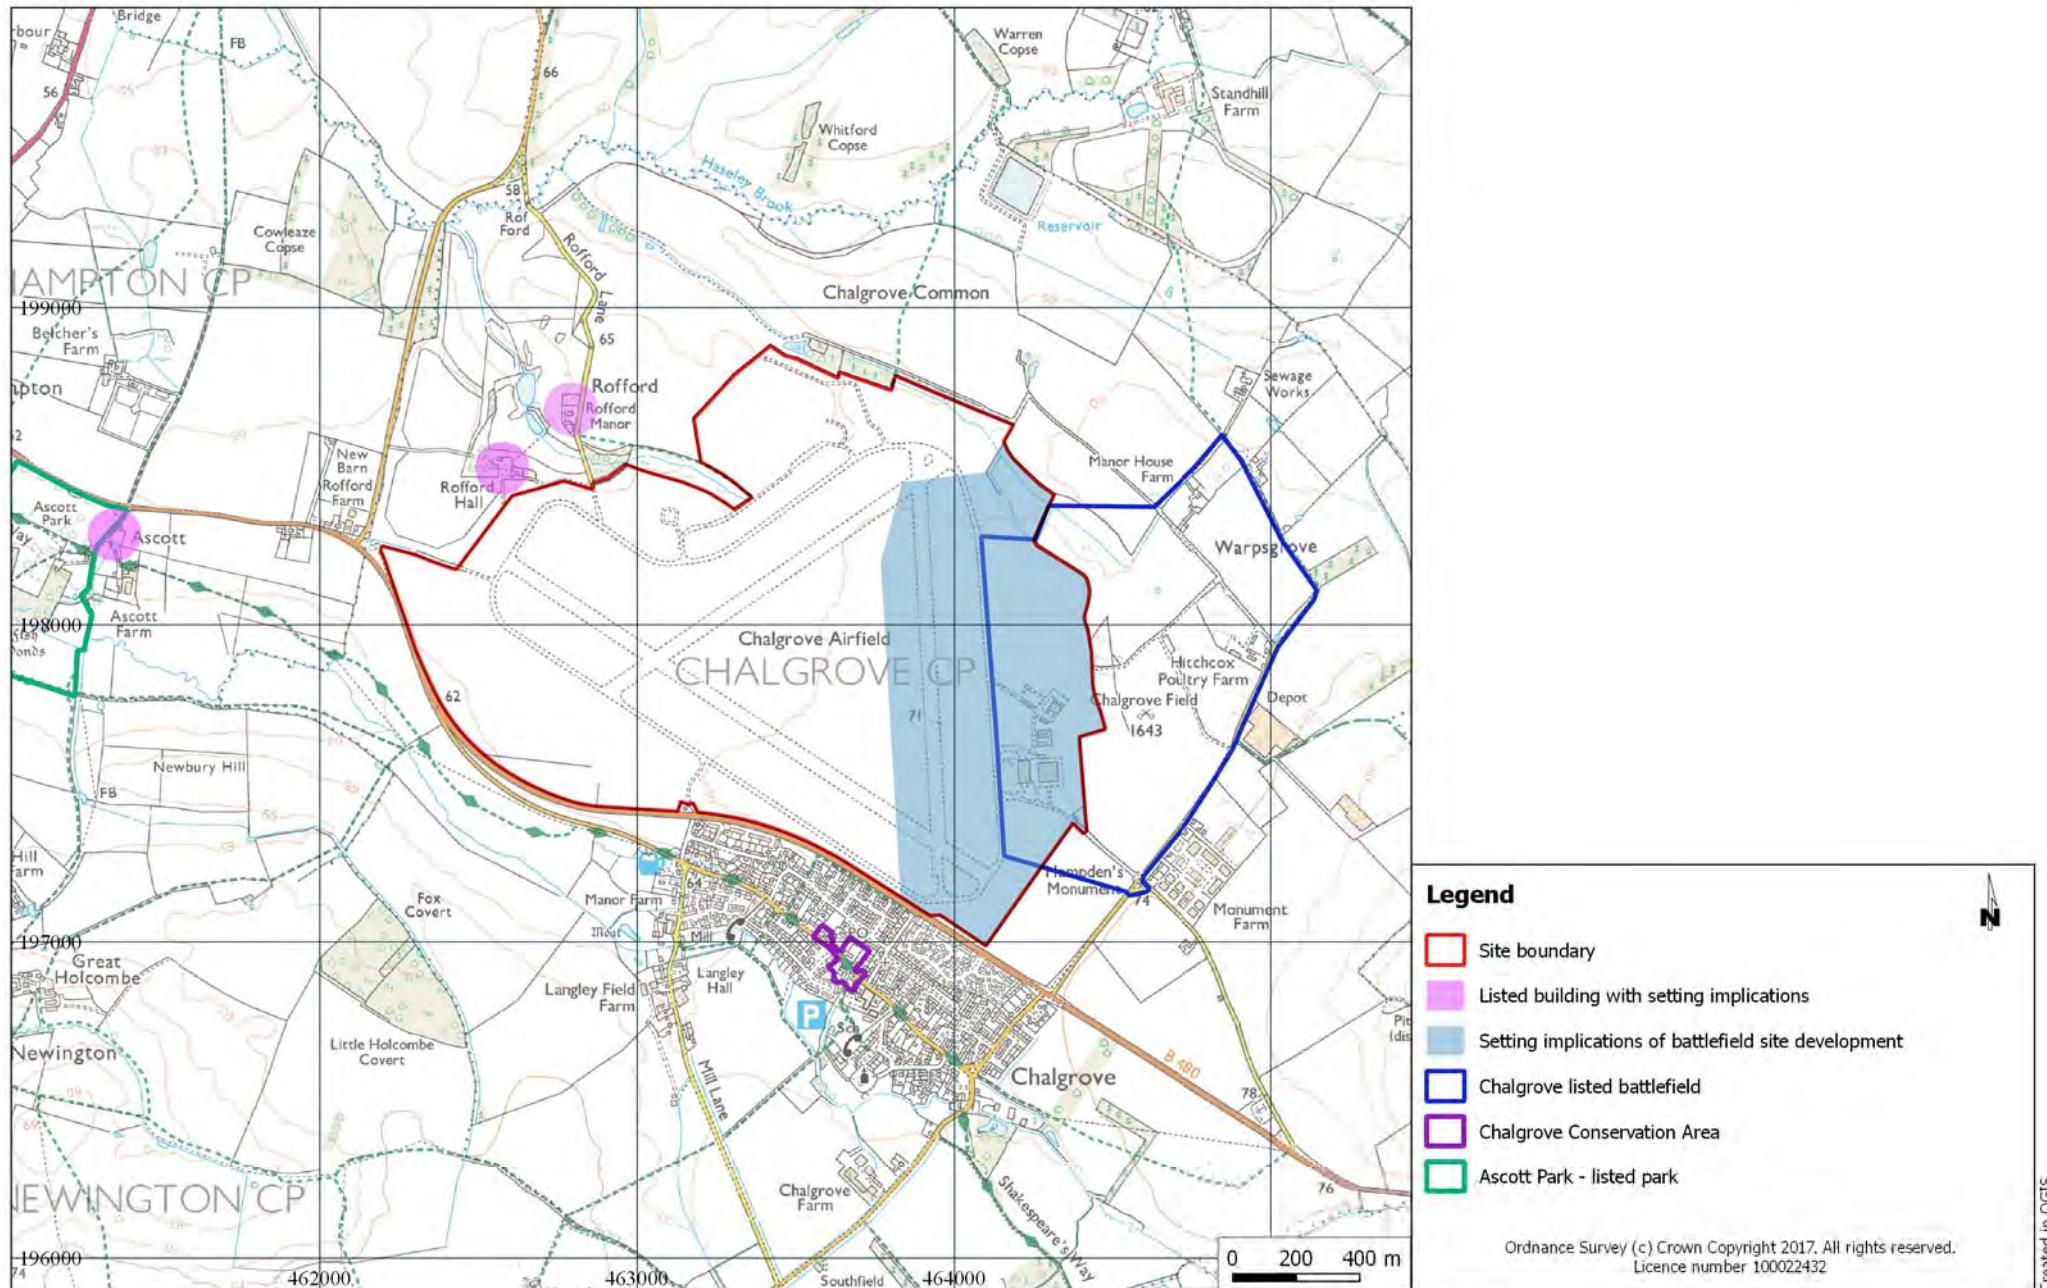 Bridge
FB
56
66
Warren
Copse
Standhill
Farm
Whitford
Copse
Haseley Brook
58
Rof
Ford
Reservoir
Cowleaze
Copse
Rofford Lane
Chalgrove Common
HAMPTON CP
199000
Belcher's
Farm
65
Rofford
Rofford
Manor
Sewage
Works
New
Barn
Rofford
Farm
Rofford
Hall
Manor House
Farm
Ascott
Park
Ascott
Warpsgrove
Ascott
Farm
198000
Chalgrove Airfield
CHALGROVE CP
Hitchcox
Poultry Farm
Depot
Chalgrove Field
1643
62
71
Newbury Hill
FB
Hampden's
Monument
74
Monument
Farm
64
Manor Farm
Fox
Covert
Moat
Mill
PO
197000
Great
Holcombe
Langley
Hall
Langley Field
Farm
P
Sch
Little Holcombe
Covert
Newington
Mill Lane
Chalgrove
B 480
78
76
NEWINGTON CP
Chalgrove
Farm
Shakespeare's Way
196000
462000
463000
464000
Southfield
0 200 400 m
Legend
N
Site boundary
Listed building with setting implications
Setting implications of battlefield site development
Chalgrove listed battlefield
Chalgrove Conservation Area
Ascott Park - listed park
Ordnance Survey (c) Crown Copyright 2017. All rights reserved.
Licence number 100022432
Created in QGIS